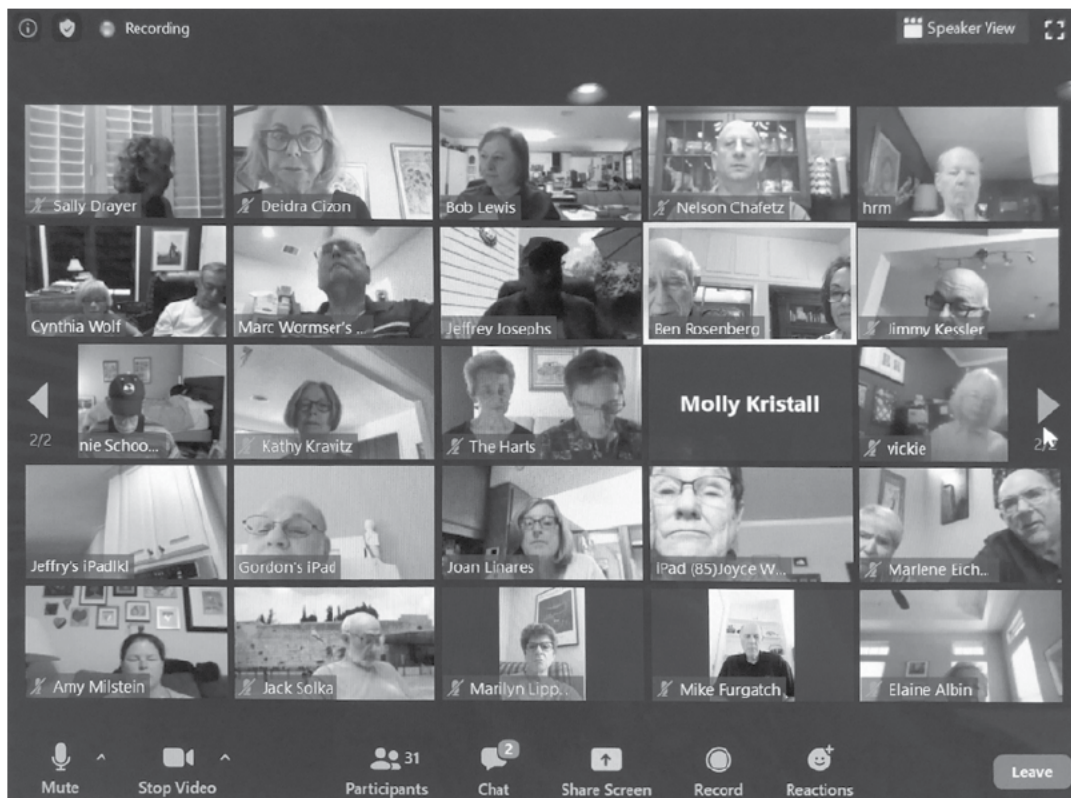 Recording
Speaker View
Sally Drayer
Deidra Cizon
Bob Lewis
Nelson Chafetz
hrm
Cynthia Wolf
Marc Wormser's ...
Jeffrey Josephs
Ben Rosenberg
Jimmy Kessler
2/2
nie Schoo...
Kathy Kravitz
The Harts
Molly Kristall
vickie
2/2
Jeffry's iPadlkl
Gordon's iPad
Joan Linares
iPad (85)Joyce W...
Marlene Eich...
Amy Milstein
Jack Solka
Marilyn Lipp...
Mike Furgatch
Elaine Albin
31
2
Mute
Stop Video
Participants
Chat
Share Screen
Record
Reactions
Leave